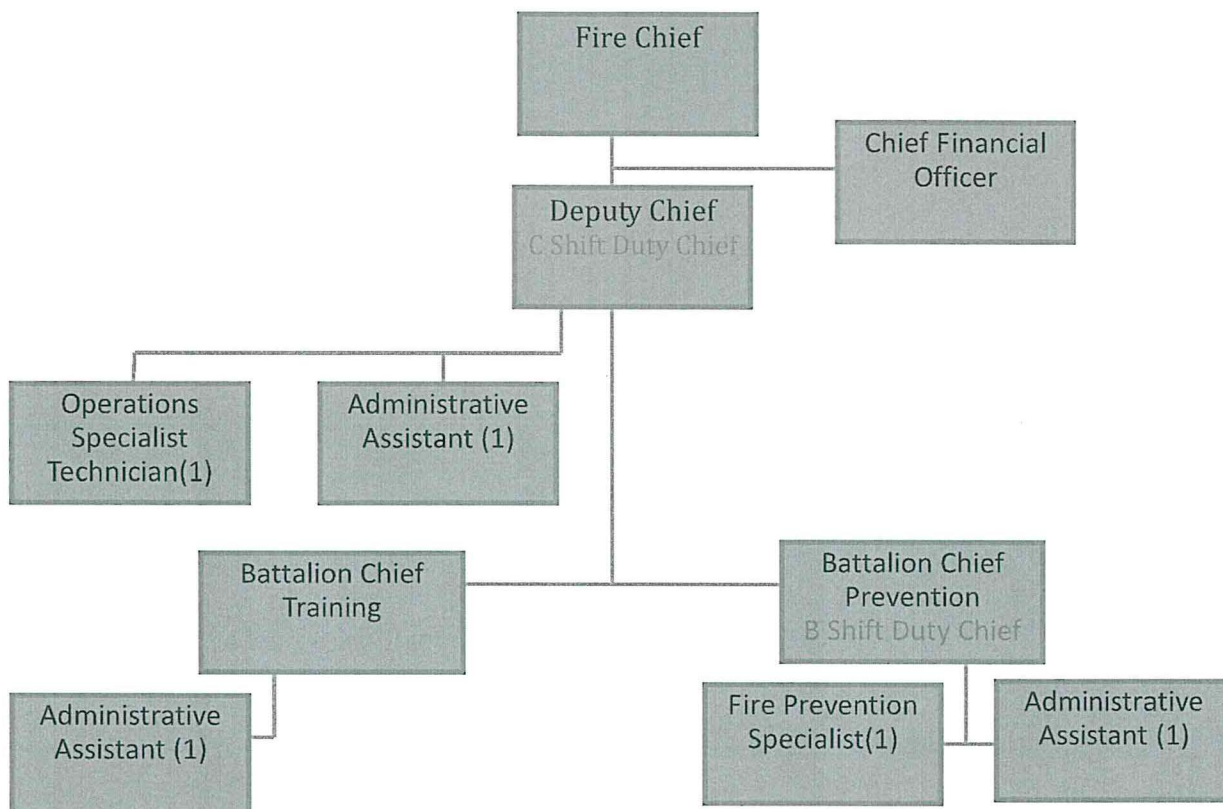 Fire Chief
Chief Financial
Officer
Deputy Chief
C Shift Duty Chief
Operations
Specialist
Technician(1)
Administrative
Assistant (1)
Battalion Chief
Training
Battalion Chief
Prevention
B Shift Duty Chief
Administrative
Assistant (1)
Fire Prevention
Specialist(1)
Administrative
Assistant (1)